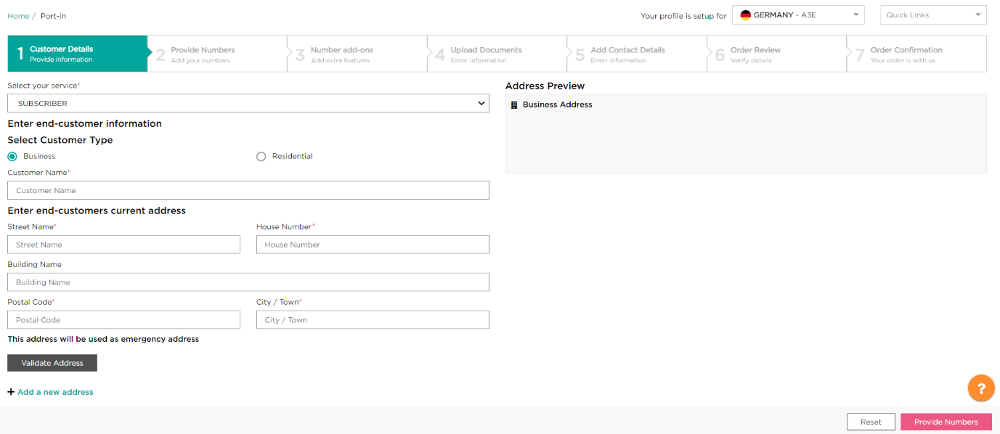 Home / Port-in
Your profile is setup for
GERMANY - A3E
Quick Links
1 Customer Details
Provide Information
2 Provide Numbers
Add your numbers
3 Number add-ons
Add extra features
4 Upload Documents
Enter information
5 Add Contact Details
Enter information
6 Order Review
Verify details
7 Order Confirmation
Your order is with us
Select your service*
SUBSCRIBER
Enter end-customer information
Select Customer Type
Business
Residential
Customer Name*
Customer Name
Enter end-customers current address
Street Name*
House Number*
Street Name
House Number
Building Name
Building Name
Postal Code*
City / Town*
Postal Code
City / Town
This address will be used as emergency address
Validate Address
+ Add a new address
Address Preview
Business Address
?
Reset
Provide Numbers